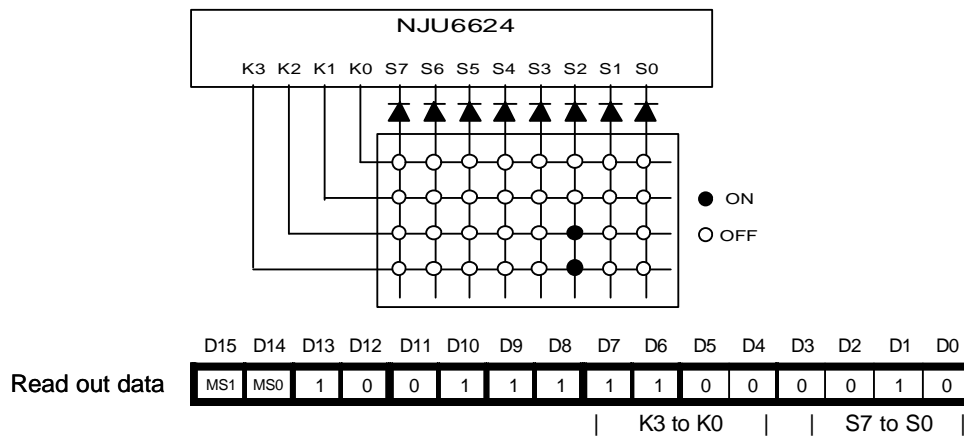 NJU6624
K3 K2 K1 K0 S7 S6 S5 S4 S3 S2 S1 S0
ON
OFF
D15 D14 D13 D12 D11 D10 D9 D8 D7 D6 D5 D4 D3 D2 D1 D0
Read out data MS1 MS0 1 0 0 1 1 1 1 1 0 0 0 0 1 0
| K3 to K0 | | S7 to S0 |